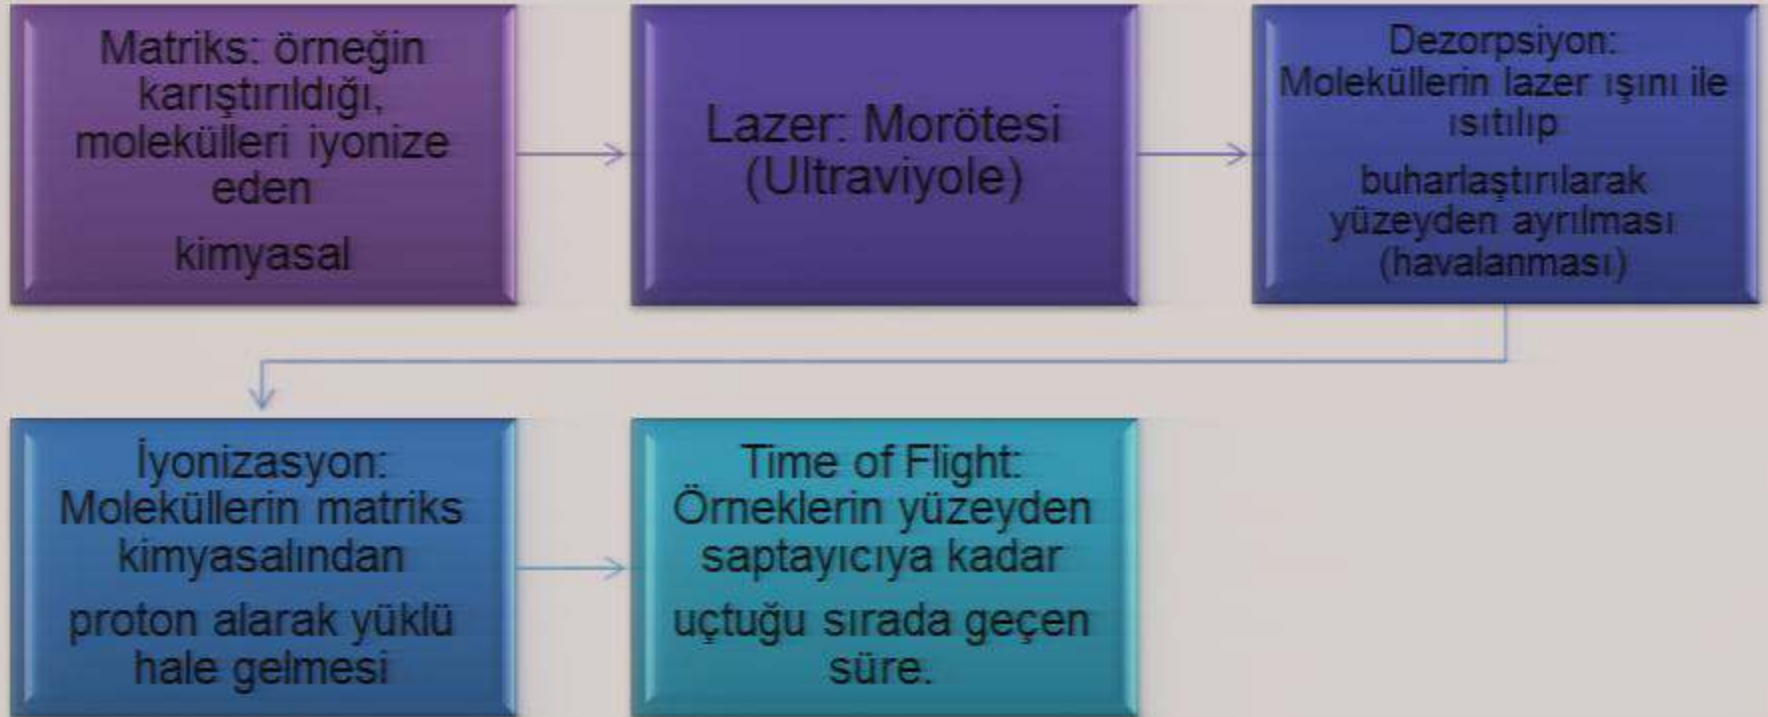 Matriks: örneğin
karıştırıldığı,
molekülleri iyonize
eden
kimyasal
Lazer: Morötesi
(Ultraviyole)
Dezorpsiyon:
Moleküllerin lazer ışını ile
ısıtılıp
buharlaştırılarak
yüzeyden ayrılması
(havalanması)
İyonizasyon:
Moleküllerin matriks
kimyasalından
proton alarak yüklü
hale gelmesi
Time of Flight:
Örneklerin yüzeyden
saptayıcıya kadar
uçtuğu sırada geçen
süre.